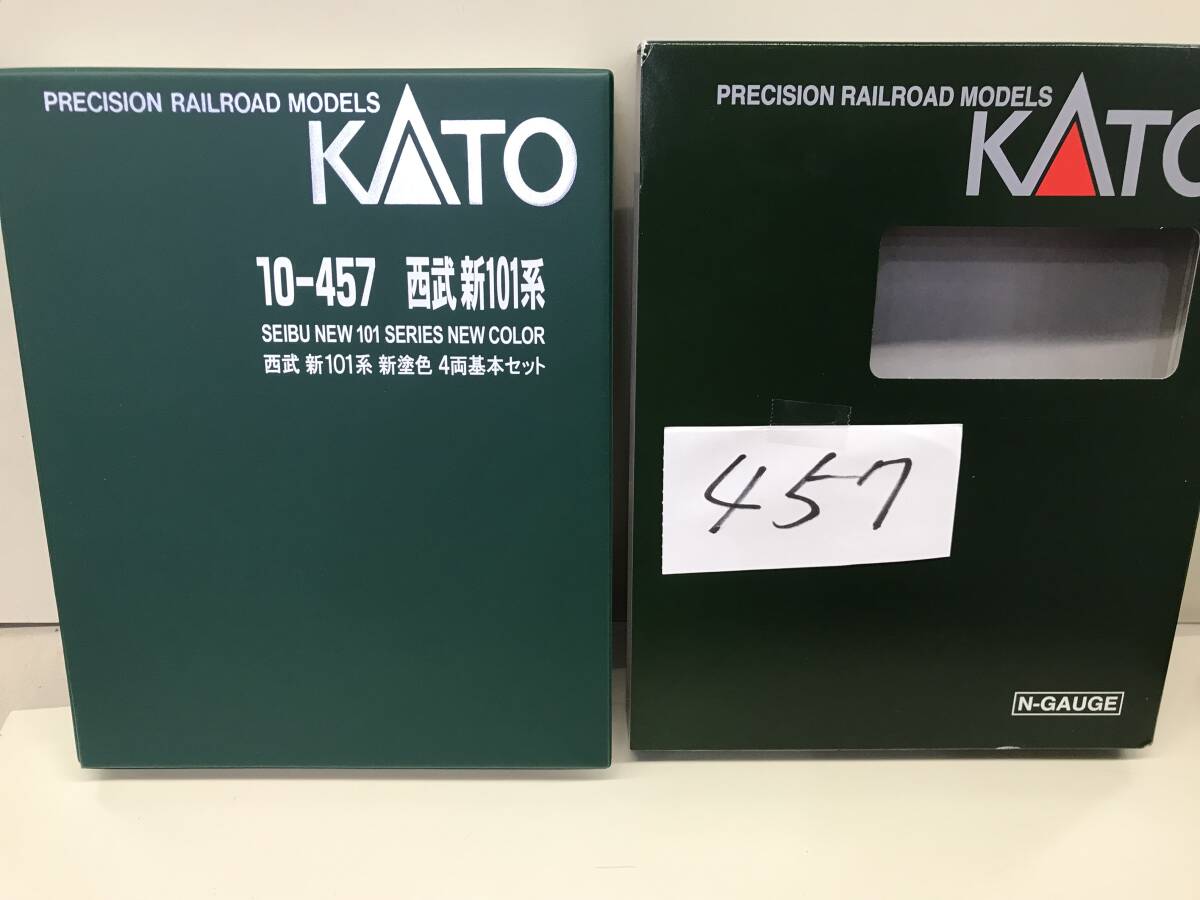 PRECISION RAILROAD MODELS
KATO
10-457 西武 新101系
SEIBU NEW 101 SERIES NEW COLOR
西武 新101系 新塗色 4両基本セット
PRECISION RAILROAD MODELS
KATO
457
N-GAUGE